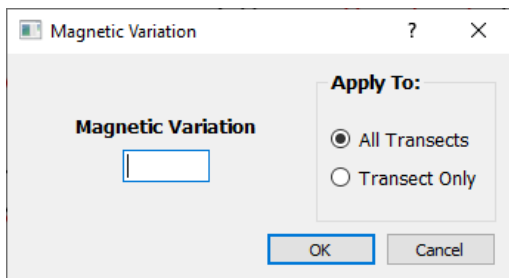 Magnetic Variation
?
Apply To:
Magnetic Variation
All Transects
Transect Only
OK
Cancel